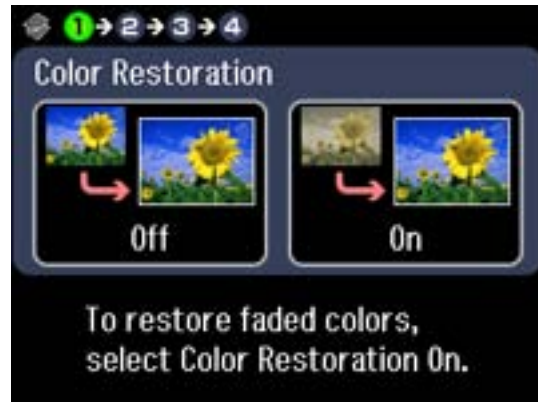 1 → 2 → 3 → 4
Color Restoration
Off
On
To restore faded colors,
select Color Restoration On.